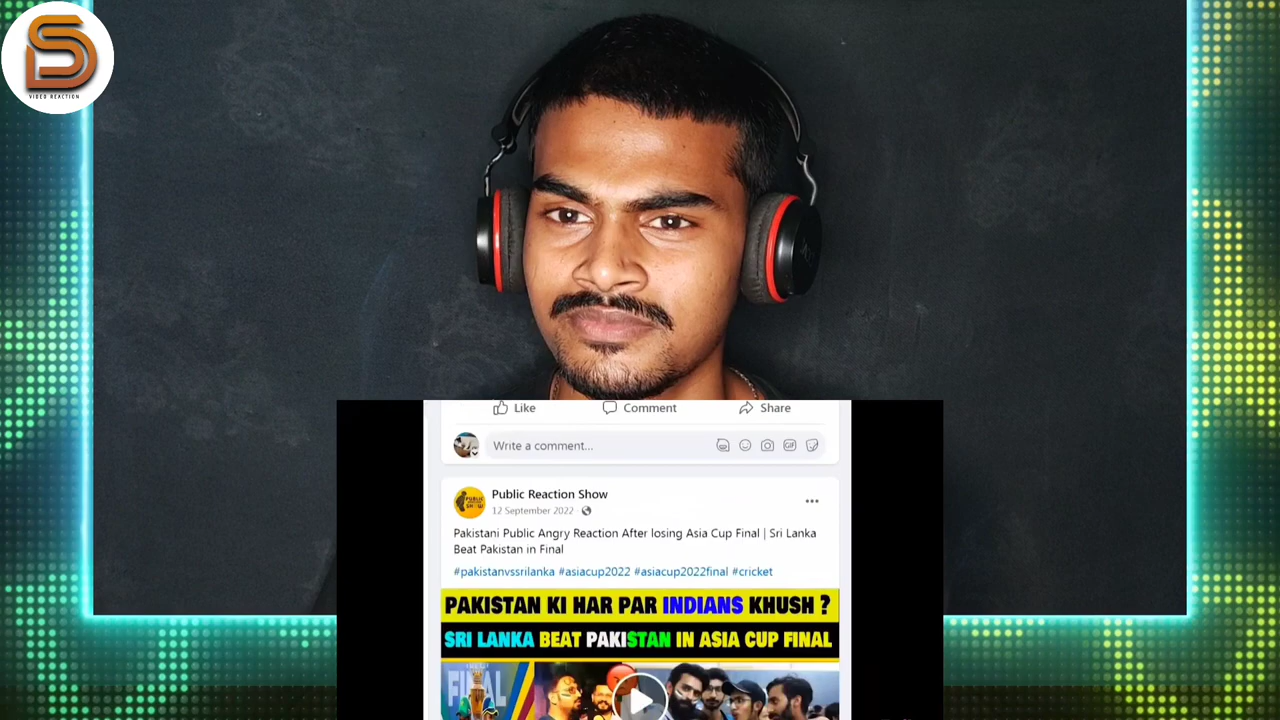 VIDEO REACTION
Like Comment Share
Write a comment...
GIF
Public Reaction Show
12 September 2022 ·
Pakistani Public Angry Reaction After losing Asia Cup Final | Sri Lanka
Beat Pakistan in Final
#pakistanvssrilanka #asiacup2022 #asiacup2022final #cricket
PAKISTAN KI HAR PAR INDIANS KHUSH ?
SRI LANKA BEAT PAKISTAN IN ASIA CUP FINAL
FINAL